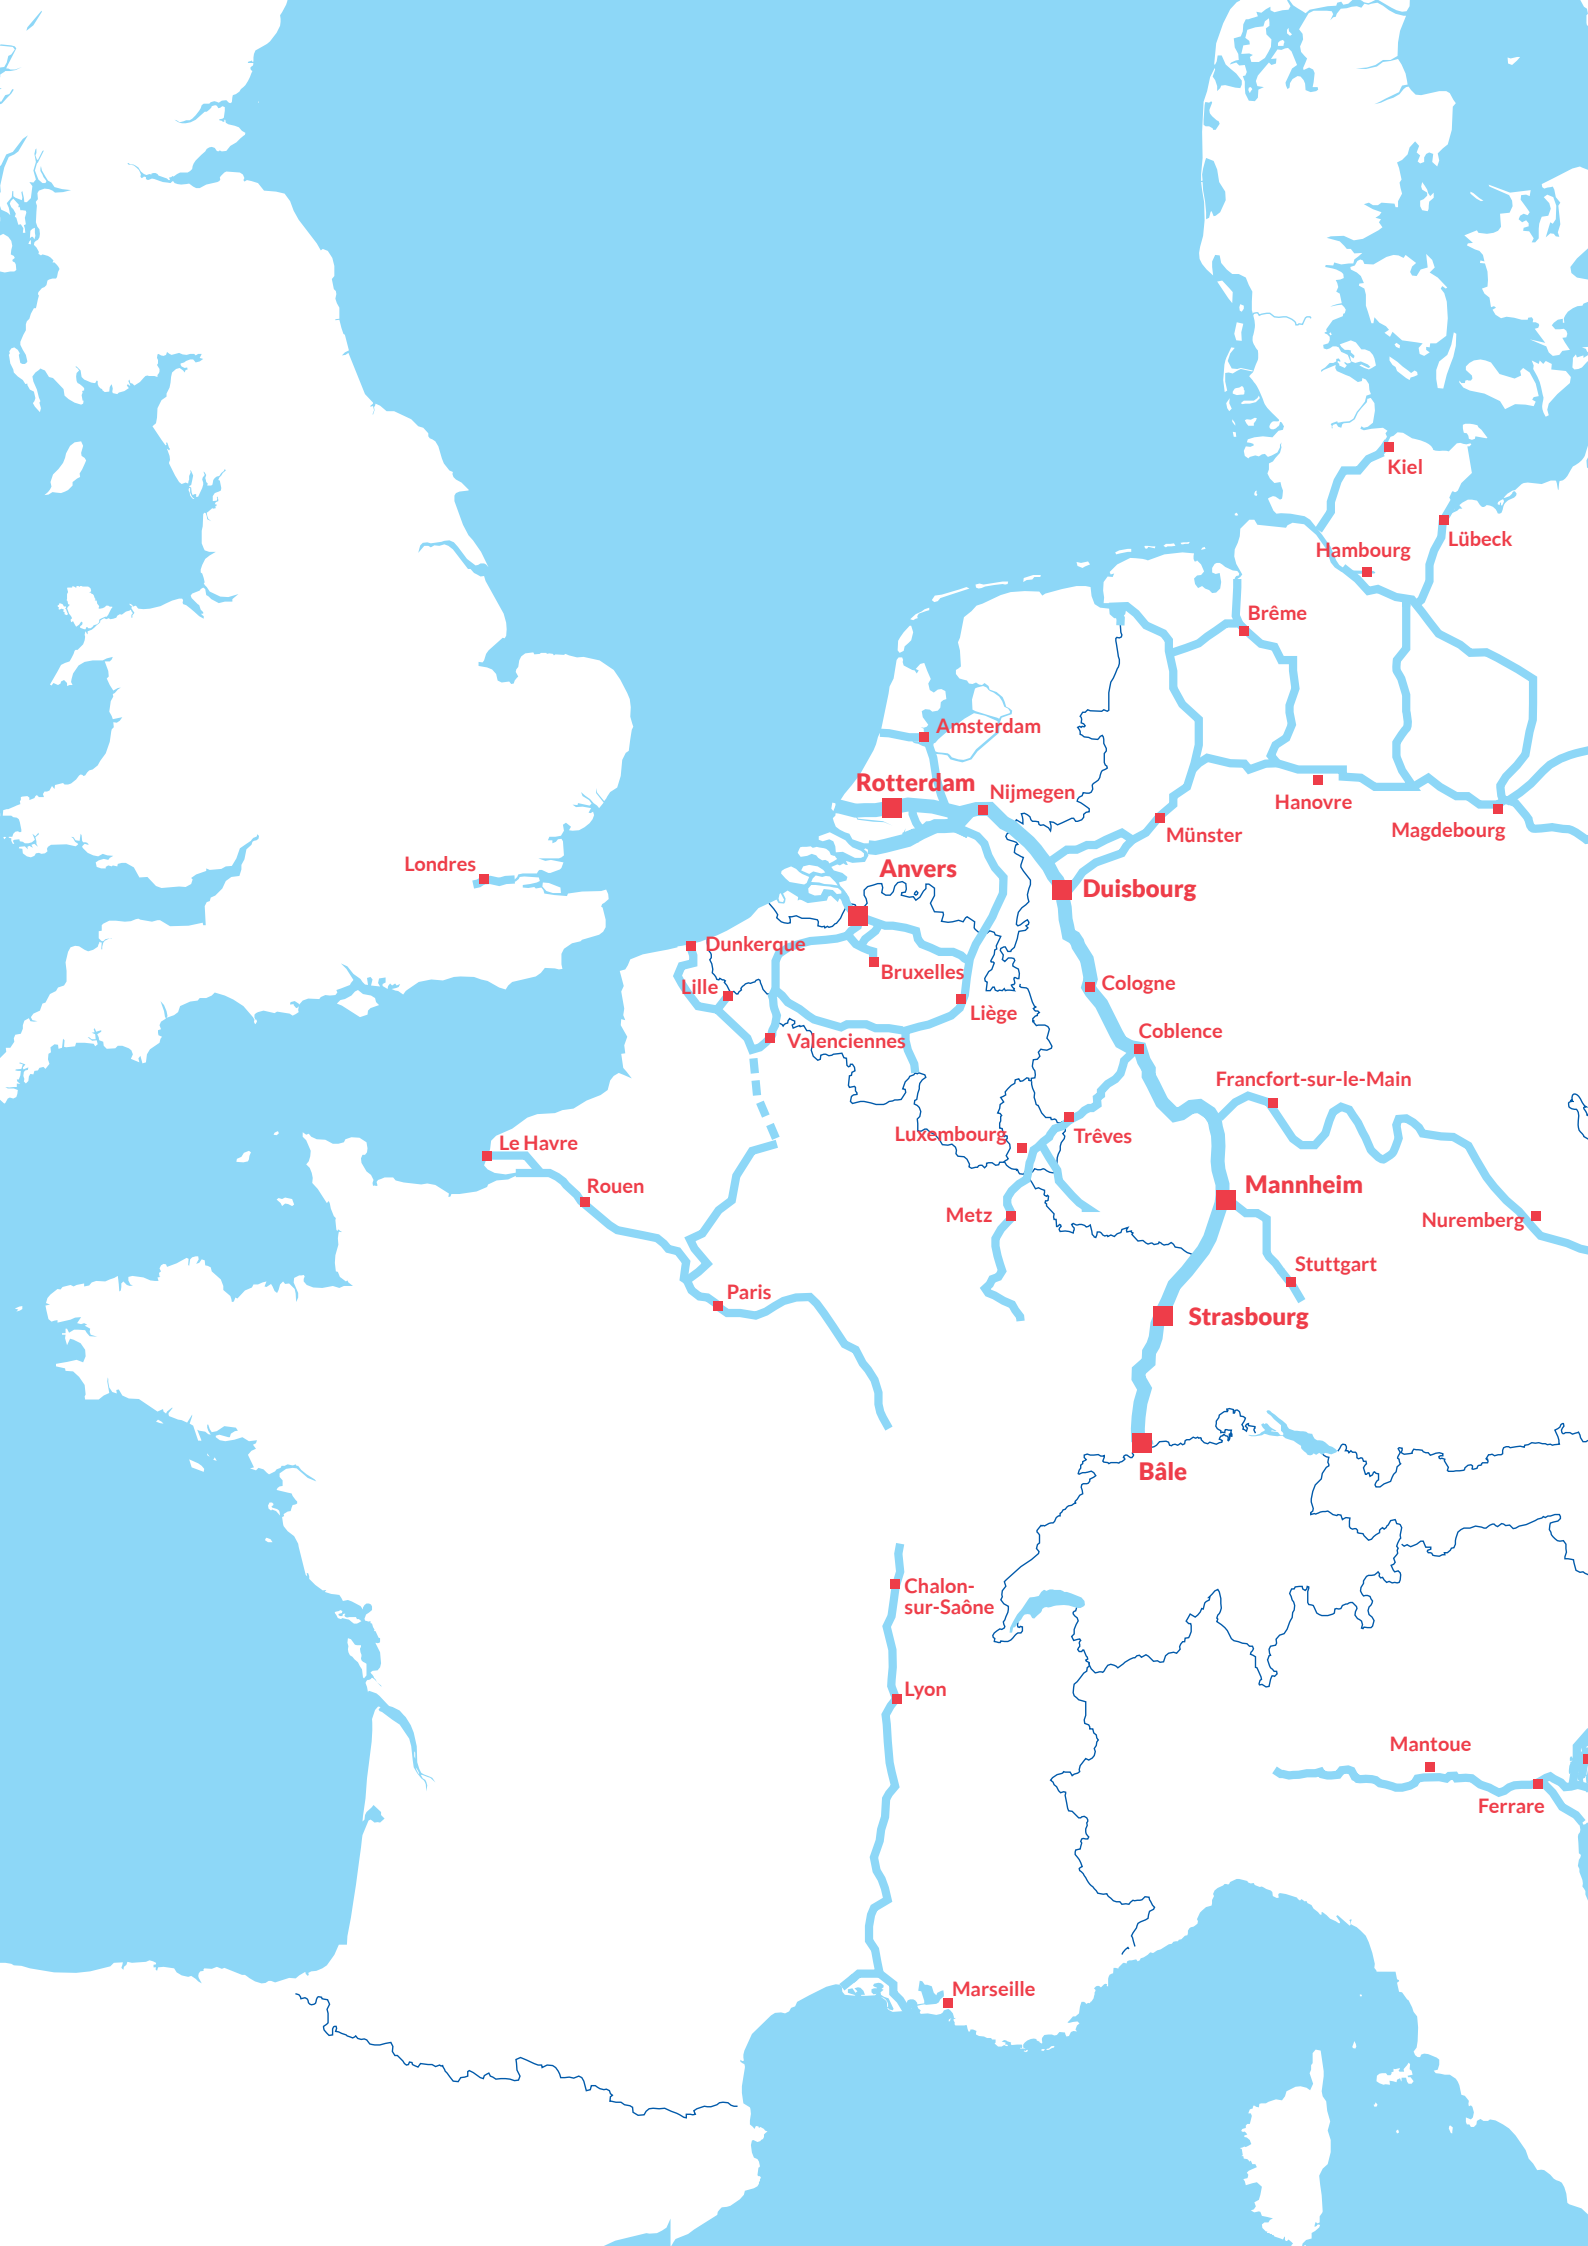 Kiel
Lübeck
Hambourg
Brême
Amsterdam
Rotterdam
Nijmegen
Hanovre
Magdebourg
Münster
Londres
Anvers
Duisbourg
Dunkerque
Bruxelles
Lille
Cologne
Liège
Coblence
Valenciennes
Francfort-sur-le-Main
Luxembourg
Trêves
Le Havre
Rouen
Mannheim
Metz
Nuremberg
Stuttgart
Paris
Strasbourg
Bâle
Chalon-
sur-Saône
Lyon
Mantoue
Ferrare
Marseille